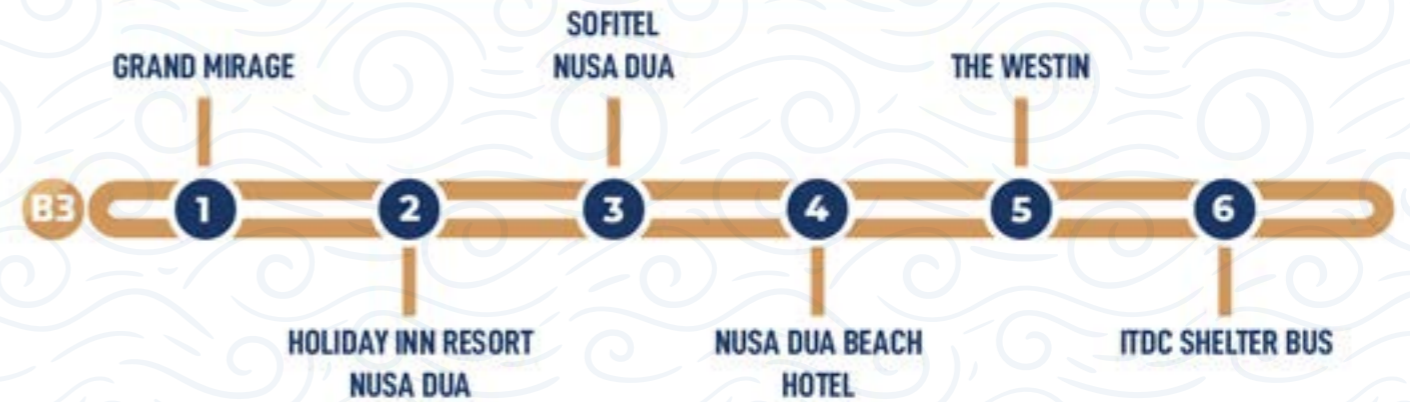 GRAND MIRAGE
SOFITEL
NUSA DUA
THE WESTIN
B3
1
2
3
4
5
6
HOLIDAY INN RESORT
NUSA DUA
NUSA DUA BEACH
HOTEL
ITDC SHELTER BUS